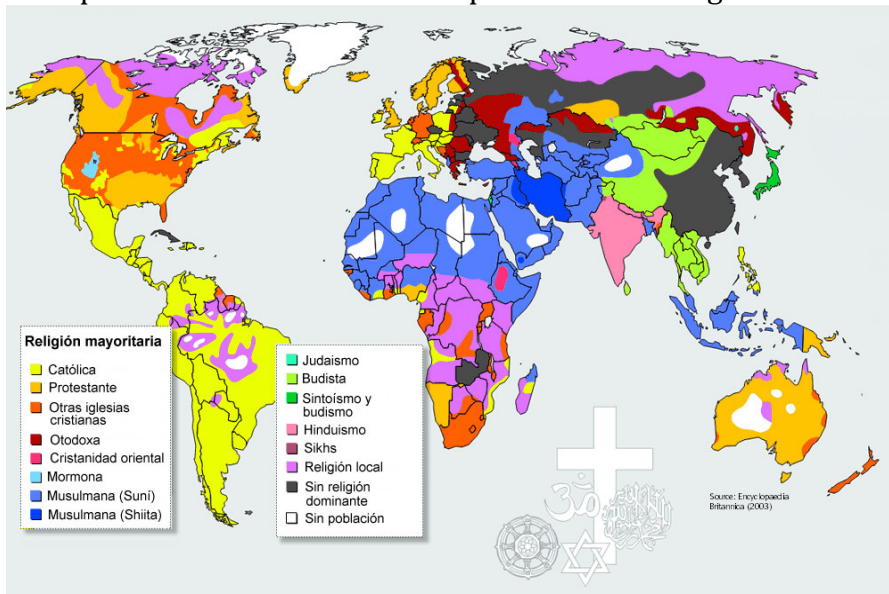 Religión mayoritaria
Católica
Protestante
Otras iglesias
cristianas
Otodoxa
Cristanidad oriental
Mormona
Musulmana (Suní)
Musulmana (Shiita)
Judaismo
Budista
Sintoísmo y
budismo
Hinduismo
Sikhs
Religión local
Sin religión
dominante
Sin población
Source: Encyclopaedia
Britannica (2003)